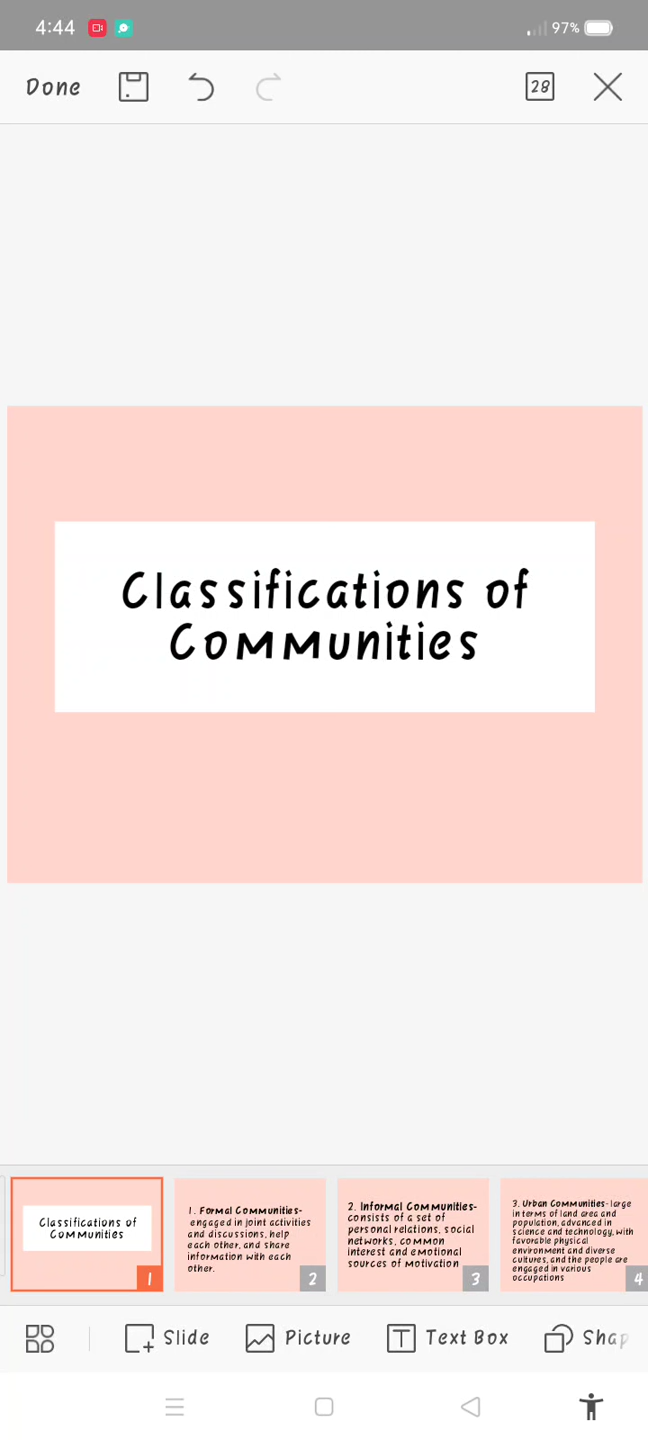 4:44
97%
Done
28
Classifications of
Communities
Classifications of
Communities
1
1. Formal Communities-
engaged in joint activities
and discussions, help
each other, and share
information with each
other.
2
2. Informal Communities-
consists of a set of
personal relations, social
networks, common
interest and emotional
sources of motivation
3
3. Urban Communities- large
in terms of land area and
population, advanced in
science and technology, with
favorable physical
environment and diverse
cultures, and the people are
engaged in various
occupations
4
Slide
Picture
Text Box
Shap